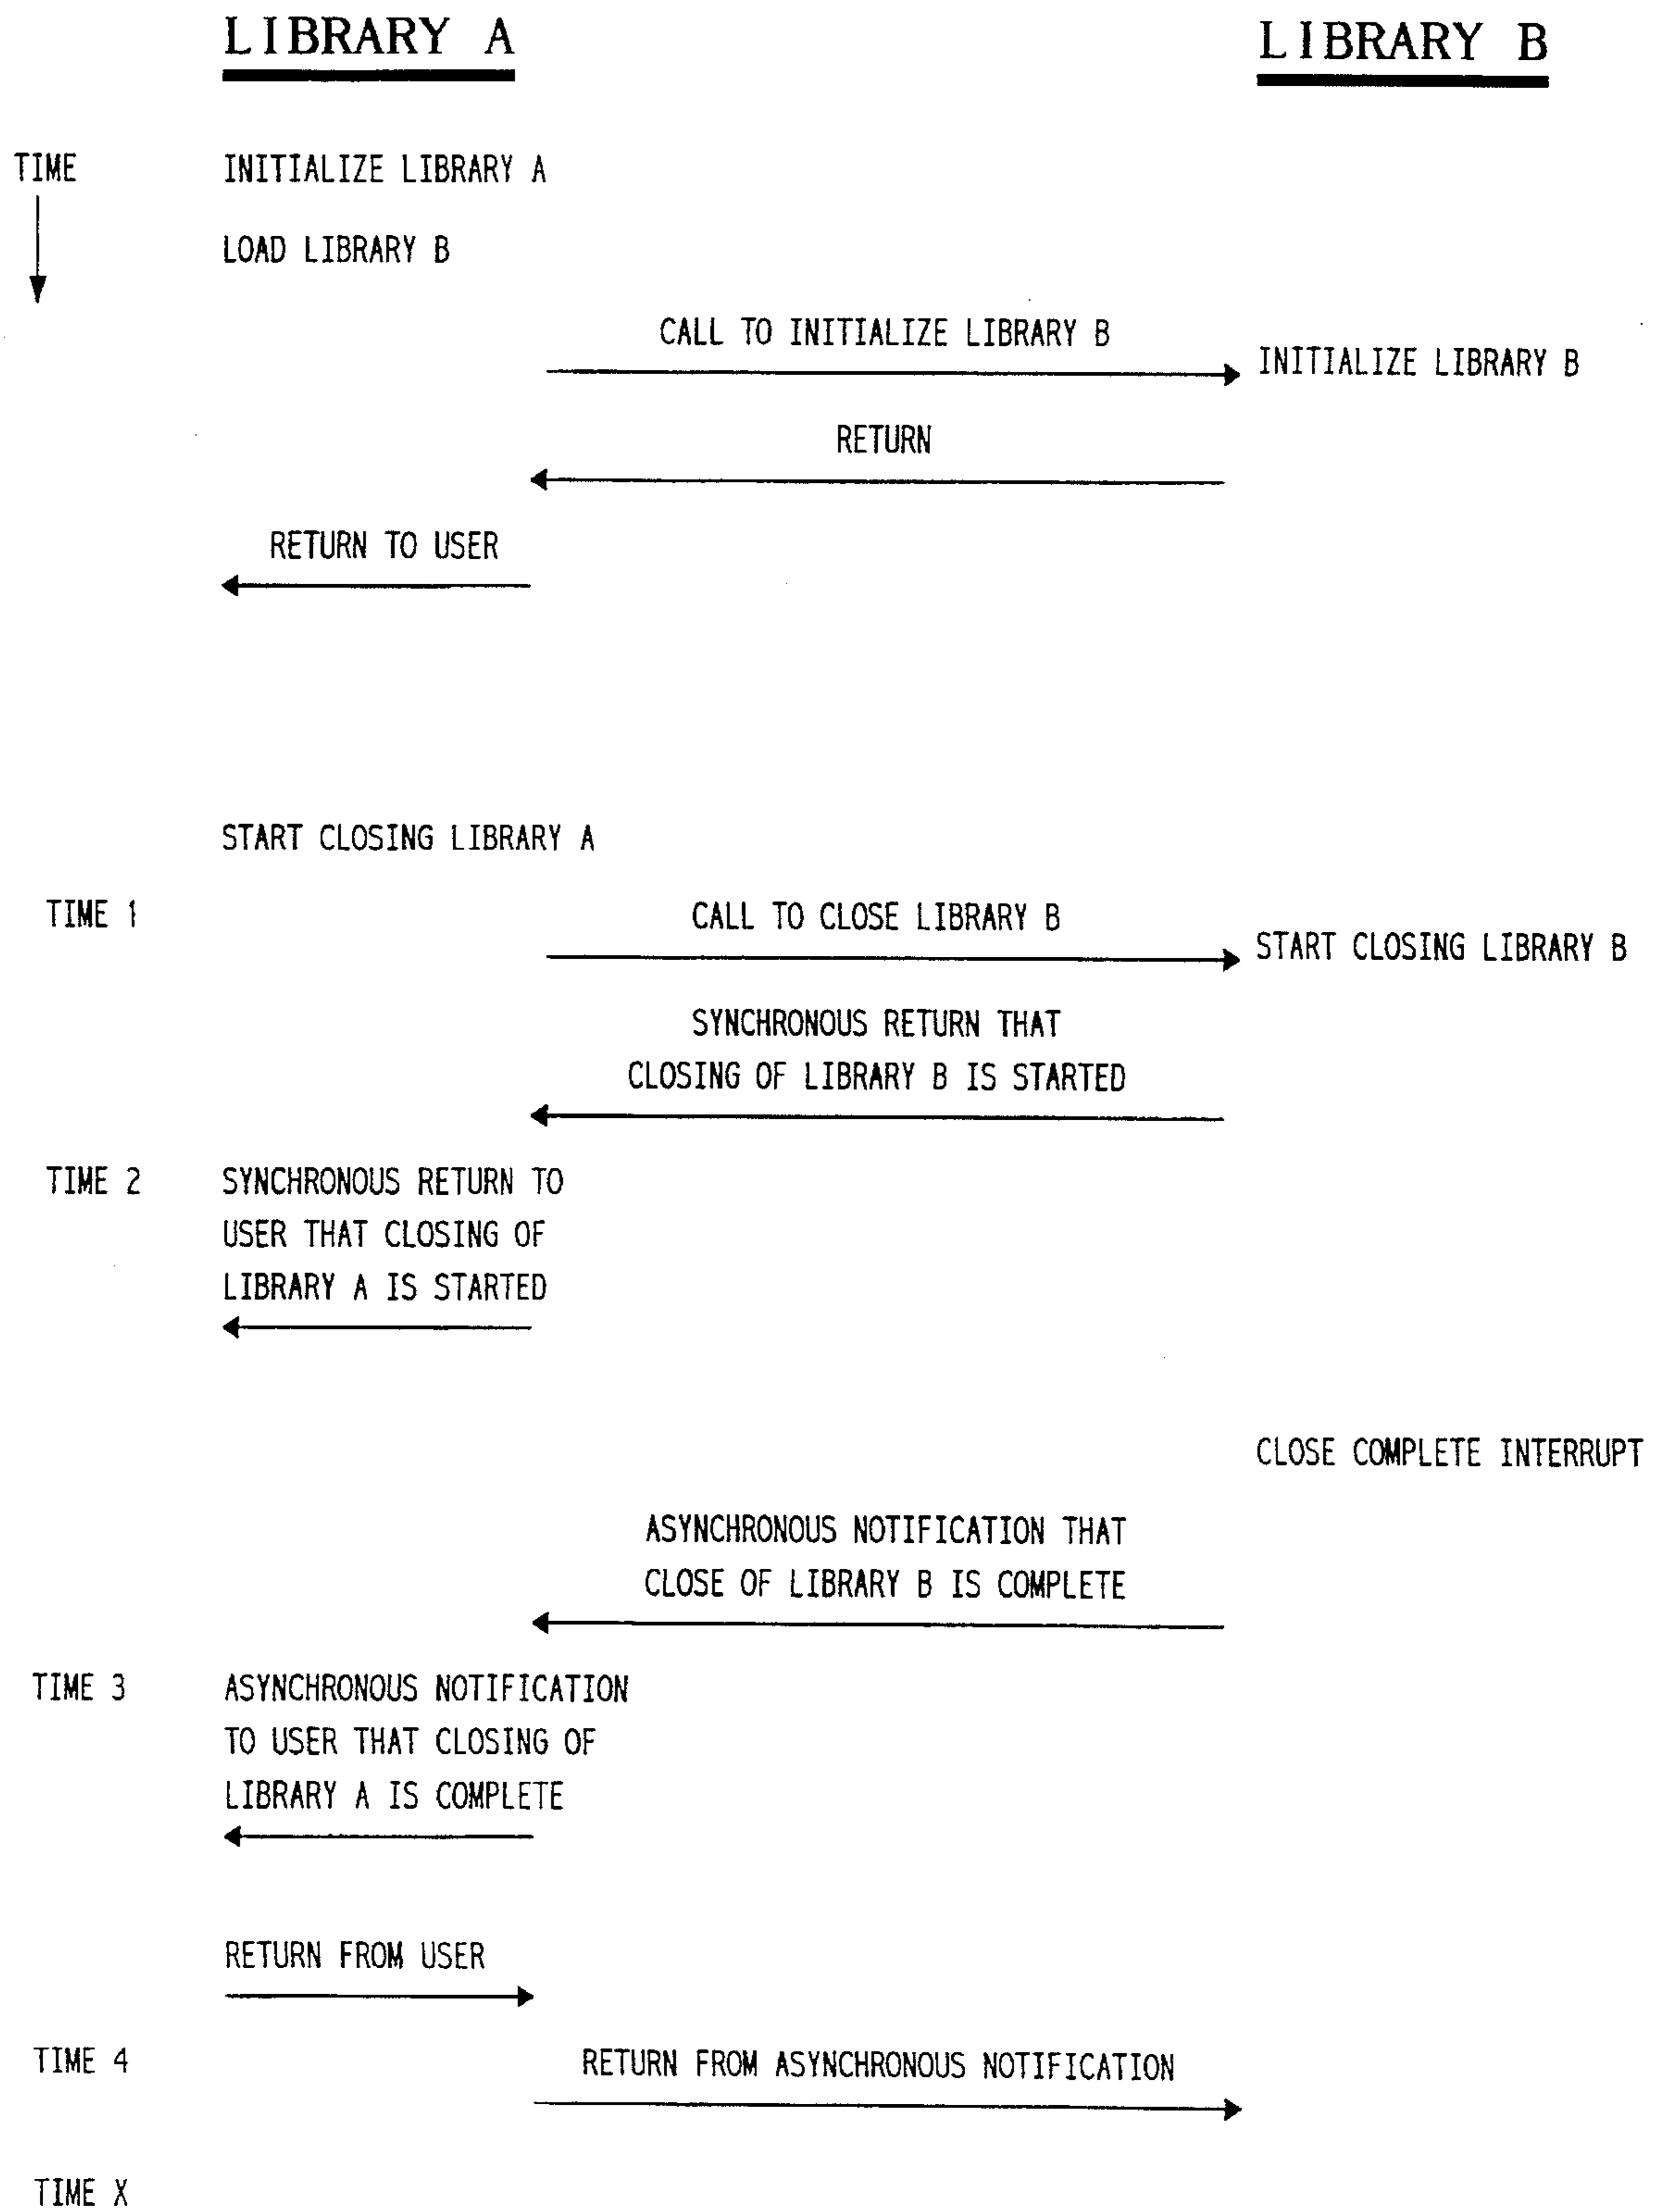 LIBRARY A
LIBRARY B
TIME
INITIALIZE LIBRARY A
LOAD LIBRARY B
CALL TO INITIALIZE LIBRARY B
INITIALIZE LIBRARY B
RETURN
RETURN TO USER
START CLOSING LIBRARY A
TIME 1
CALL TO CLOSE LIBRARY B
START CLOSING LIBRARY B
SYNCHRONOUS RETURN THAT
CLOSING OF LIBRARY B IS STARTED
TIME 2
SYNCHRONOUS RETURN TO
USER THAT CLOSING OF
LIBRARY A IS STARTED
CLOSE COMPLETE INTERRUPT
ASYNCHRONOUS NOTIFICATION THAT
CLOSE OF LIBRARY B IS COMPLETE
TIME 3
ASYNCHRONOUS NOTIFICATION
TO USER THAT CLOSING OF
LIBRARY A IS COMPLETE
RETURN FROM USER
TIME 4
RETURN FROM ASYNCHRONOUS NOTIFICATION
TIME X